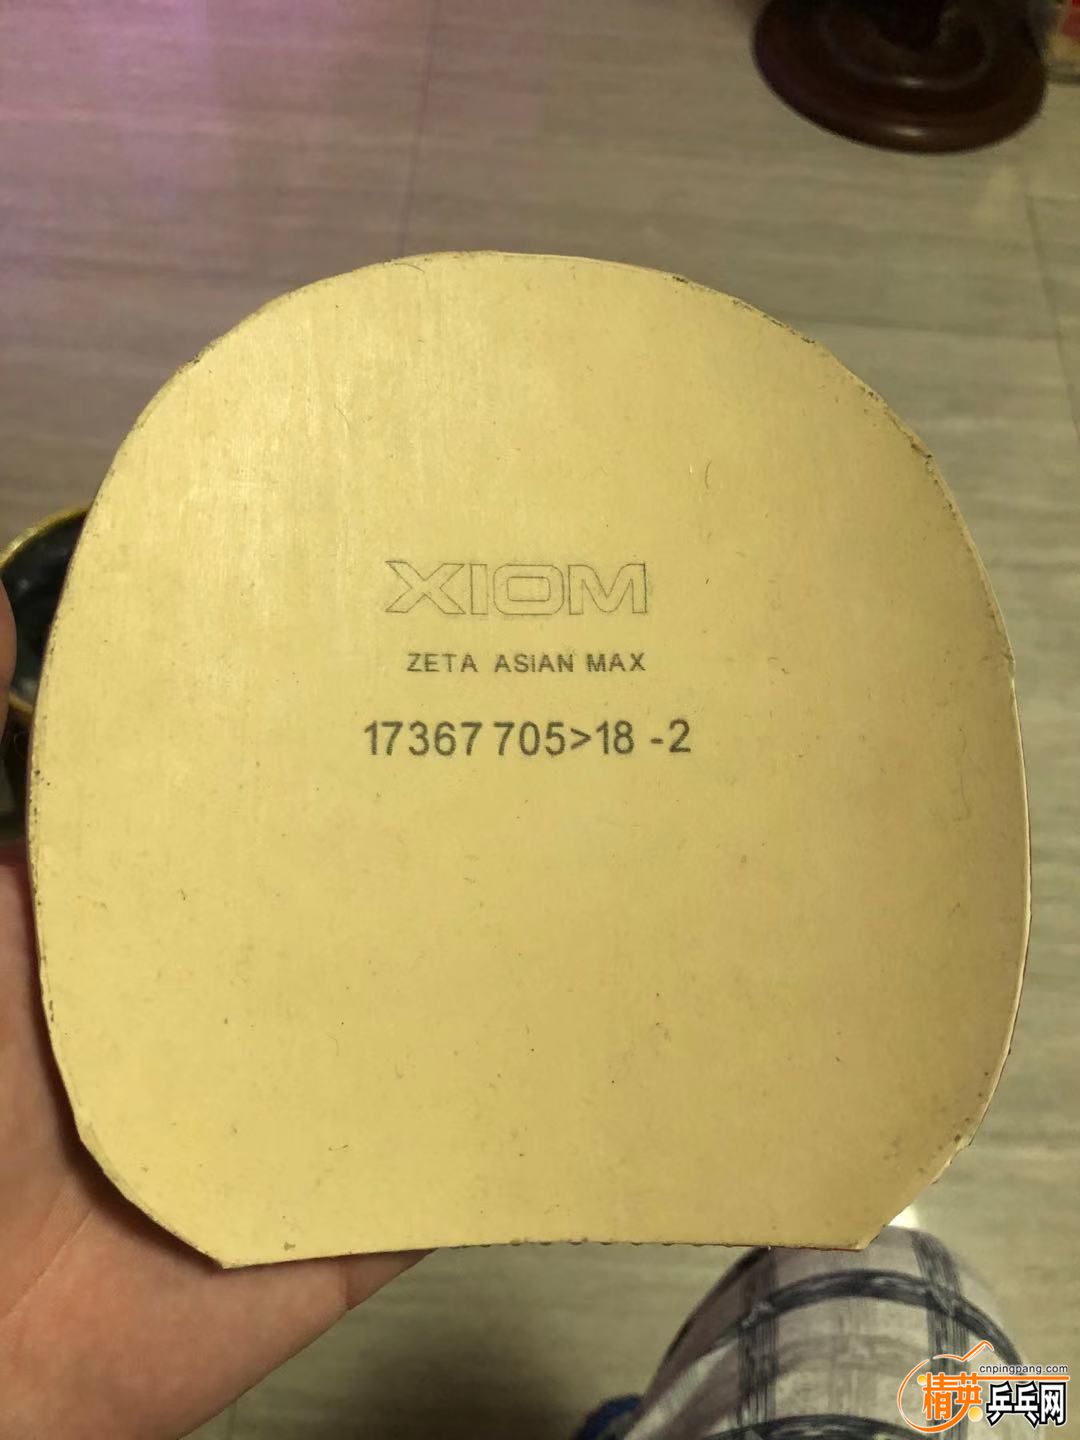 XIOM
ZETA ASIAN MAX
17367 705>18 -2
cnpingpang.com
精英乒乓网